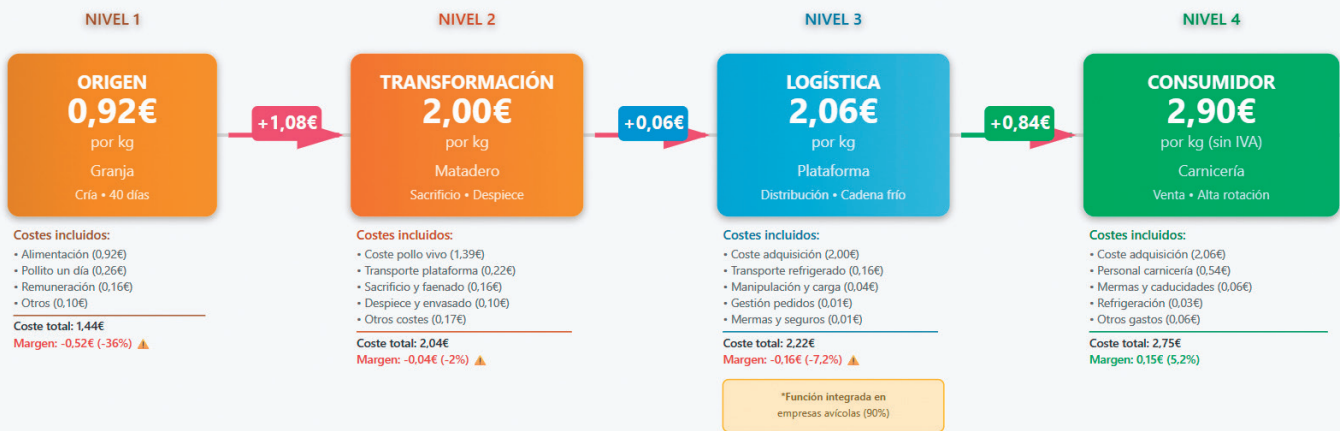 NIVEL 1
ORIGEN
0,92€
por kg
Granja
Cría • 40 días
Costes incluidos:
• Alimentación (0,92€)
• Pollito un día (0,26€)
• Remuneración (0,16€)
• Otros (0,10€)
Coste total: 1,44€
Margen: -0,52€ (-36%)
+1,08€
NIVEL 2
TRANSFORMACIÓN
2,00€
por kg
Matadero
Sacrificio • Despiece
Costes incluidos:
• Coste pollo vivo (1,39€)
• Transporte plataforma (0,22€)
• Sacrificio y faenado (0,16€)
• Despiece y envasado (0,10€)
• Otros costes (0,17€)
Coste total: 2,04€
Margen: -0,04€ (-2%)
+0,06€
NIVEL 3
LOGÍSTICA
2,06€
por kg
Plataforma
Distribución • Cadena frío
Costes incluidos:
• Coste adquisición (2,00€)
• Transporte refrigerado (0,16€)
• Manipulación y carga (0,04€)
• Gestión pedidos (0,01€)
• Mermas y seguros (0,01€)
Coste total: 2,22€
Margen: -0,16€ (-7,2%)
*Función integrada en
empresas avícolas (90%)
+0,84€
NIVEL 4
CONSUMIDOR
2,90€
por kg (sin IVA)
Carnicería
Venta • Alta rotación
Costes incluidos:
• Coste adquisición (2,06€)
• Personal carnicería (0,54€)
• Mermas y caducidades (0,06€)
• Refrigeración (0,03€)
• Otros gastos (0,06€)
Coste total: 2,75€
Margen: 0,15€ (5,2%)